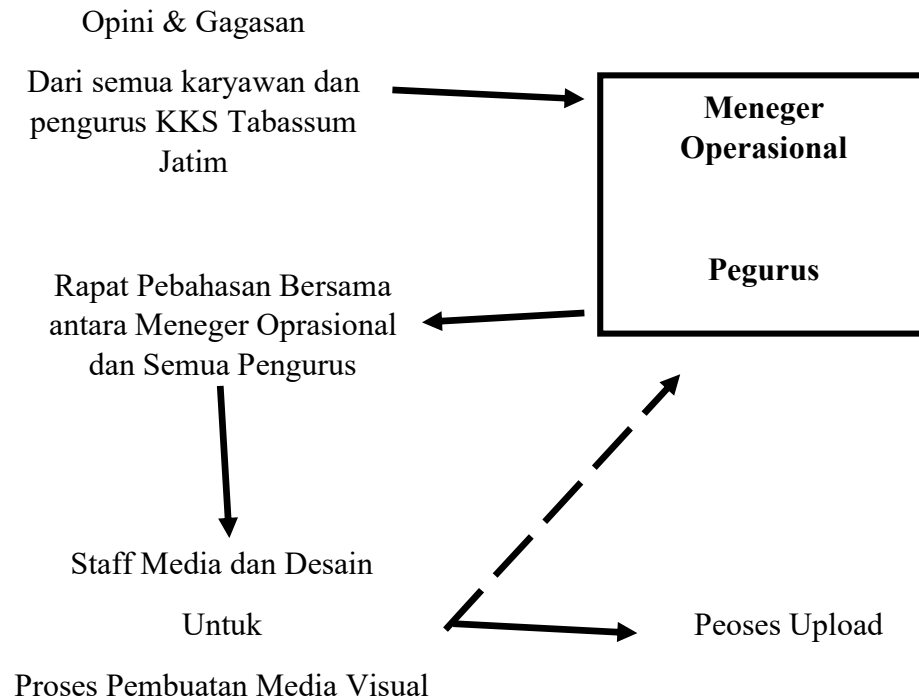 Opini & Gagasan
Dari semua karyawan dan
pengurus KKS Tabassum
Jatim
Meneger
Operasional
Pegurus
Rapat Pebahasan Bersama
antara Meneger Oprasional
dan Semua Pengurus
Staff Media dan Desain
Untuk
Proses Pembuatan Media Visual
Peoses Upload